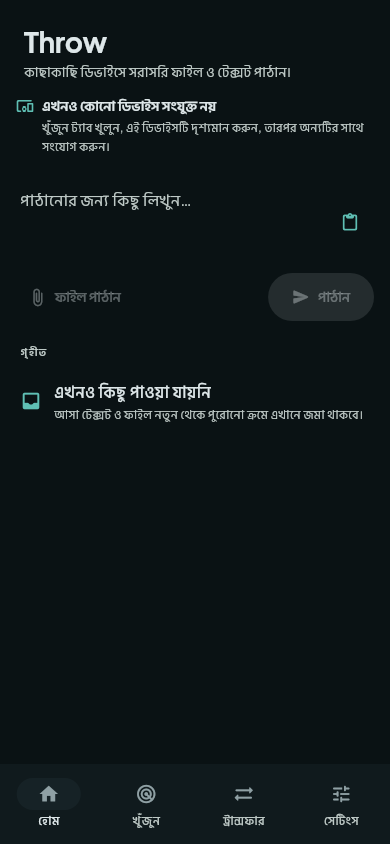 Throw
কাছাকাছি ডিভাইসে সরাসরি ফাইল ও টেক্সট পাঠান।
এখনও কোনো ডিভাইস সংযুক্ত নয়
খুঁজুন ট্যাব খুলুন, এই ডিভাইসটি দৃশ্যমান করুন, তারপর অন্যটির সাথে
সংযোগ করুন।
পাঠানোর জন্য কিছু লিখুন...
ফাইল পাঠান
পাঠান
গৃহীত
এখনও কিছু পাওয়া যায়নি
আসা টেক্সট ও ফাইল নতুন থেকে পুরোনো ক্রমে এখানে জমা থাকবে।
হোম
খুঁজুন
ট্রান্সফার
সেটিংস